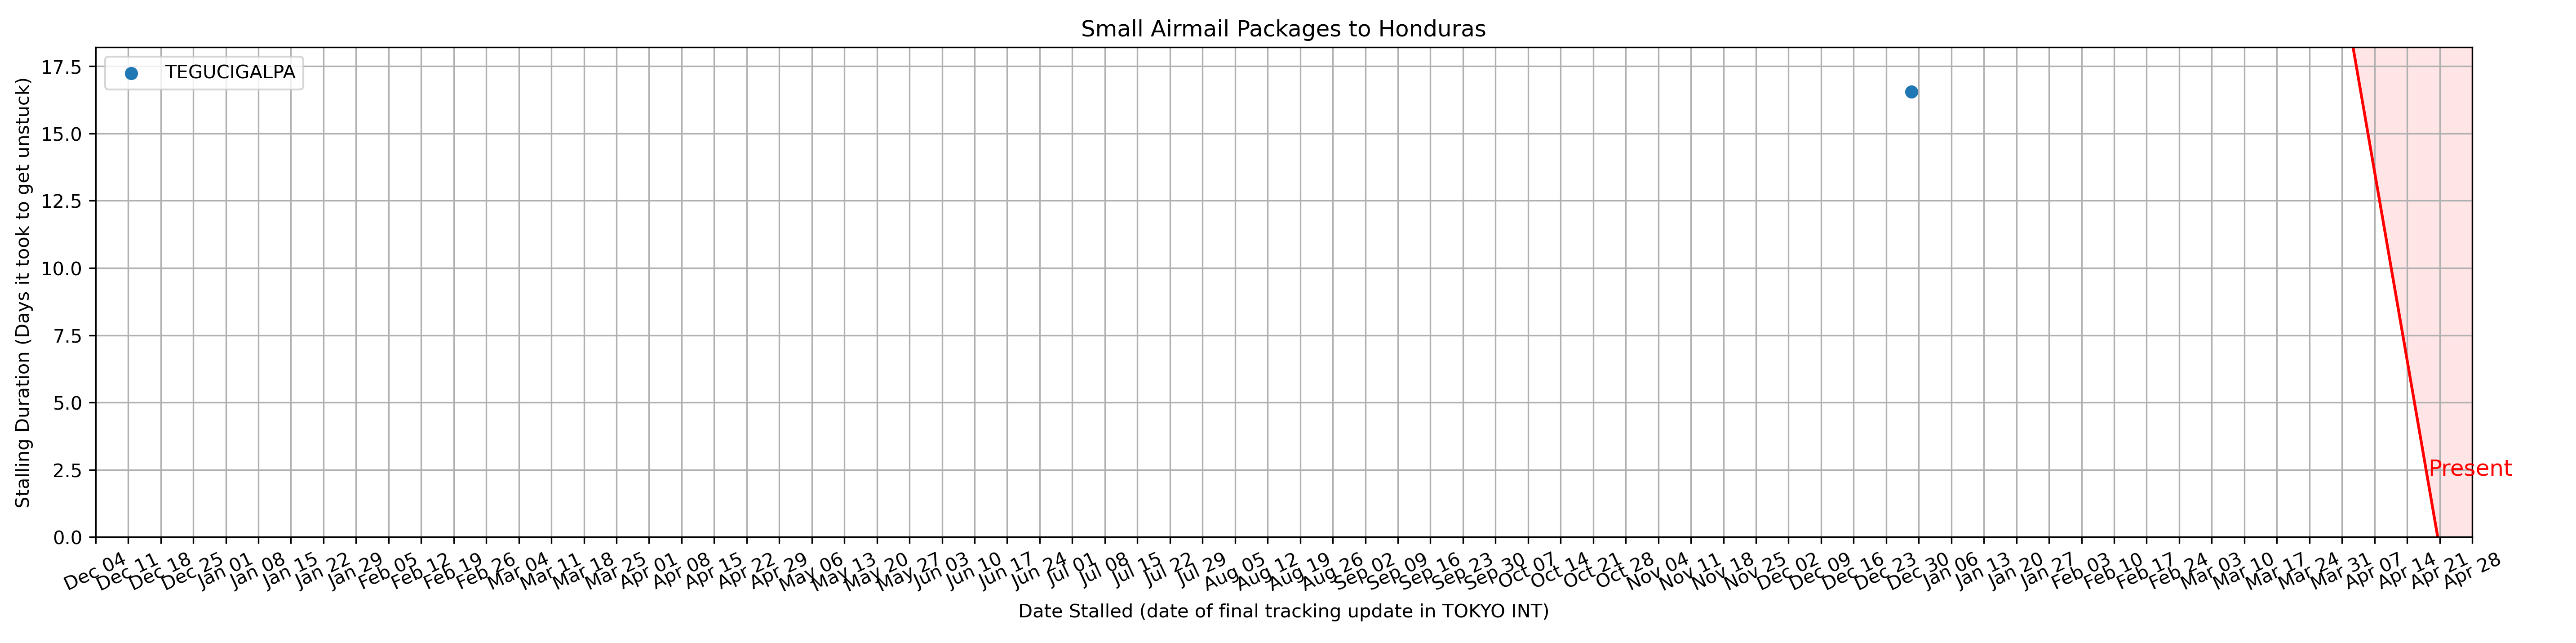 Small Airmail Packages to Honduras
TEGUCIGALPA
Stalling Duration (Days it took to get unstuck)
17.5
15.0
12.5
10.0
7.5
5.0
2.5
0.0
Present
Dec 04 Dec 11 Dec 18 Dec 25 Jan 01 Jan 08 Jan 15 Jan 22 Jan 29 Feb 05 Feb 12 Feb 19 Feb 26 Mar 04 Mar 11 Mar 18 Mar 25 Apr 01 Apr 08 Apr 15 Apr 22 Apr 29 May 06 May 13 May 20 May 27 Jun 03 Jun 10 Jun 17 Jun 24 Jul 01 Jul 08 Jul 15 Jul 22 Jul 29 Aug 05 Aug 12 Aug 19 Aug 26 Sep 02 Sep 09 Sep 16 Sep 23 Sep 30 Oct 07 Oct 14 Oct 21 Oct 28 Nov 04 Nov 11 Nov 18 Nov 25 Dec 02 Dec 09 Dec 16 Dec 23 Dec 30 Jan 06 Jan 13 Jan 20 Jan 27 Feb 03 Feb 10 Feb 17 Feb 24 Mar 03 Mar 10 Mar 17 Mar 24 Mar 31 Apr 07 Apr 14 Apr 21 Apr 28
Date Stalled (date of final tracking update in TOKYO INT)